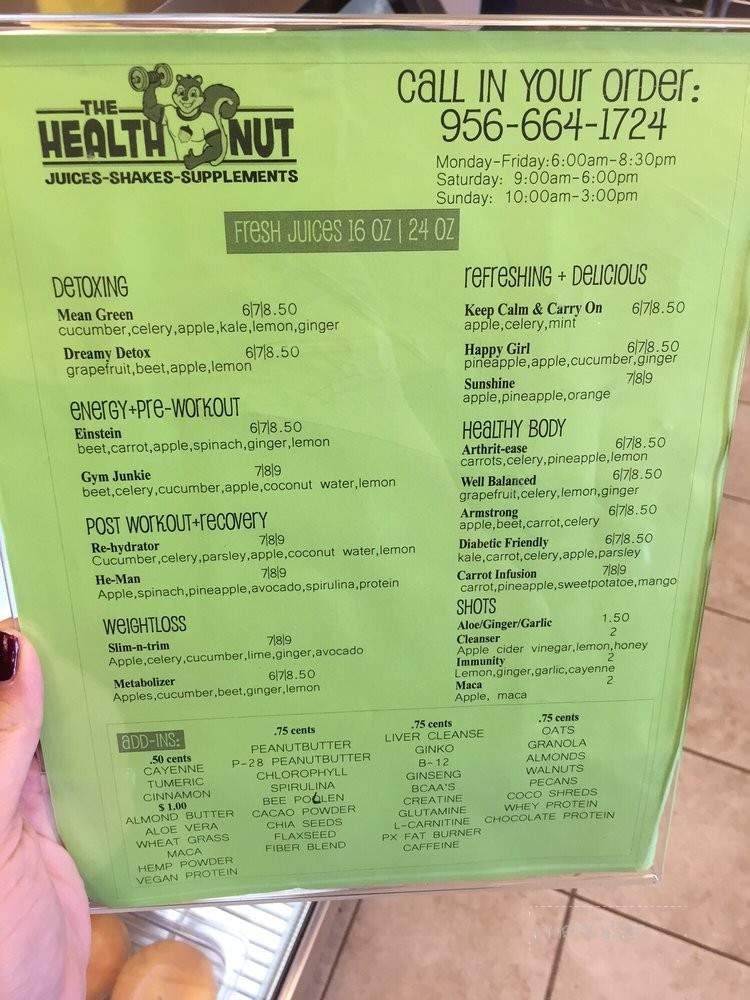 THE
HEALTH NUT
JUICES-SHAKES-SUPPLEMENTS
CALL IN YOUR ORDER:
956-664-1724
Monday-Friday:6:00am-8:30pm
Saturday: 9:00am-6:00pm
Sunday: 10:00am-3:00pm
FRESH JUICES 16 OZ | 24 OZ
DETOXING
Mean Green 6|7|8.50
cucumber,celery,apple,kale,lemon,ginger
Dreamy Detox 6|7|8.50
grapefruit,beet,apple,lemon
ENERGY+PRE-WORKOUT
Einstein 6|7|8.50
beet,carrot,apple,spinach,ginger,lemon
Gym Junkie 7|8|9
beet,celery,cucumber,apple,coconut water,lemon
POST WORKOUT+RECOVERY
Re-hydrator 7|8|9
Cucumber,celery,parsley,apple,coconut water,lemon
He-Man 7|8|9
Apple,spinach,pineapple,avocado,spirulina,protein
WEIGHTLOSS
Slim-n-trim 7|8|9
Apple,celery,cucumber,lime,ginger,avocado
Metabolizer 6|7|8.50
Apples,cucumber,beet,ginger,lemon
REFRESHING + DELICIOUS
Keep Calm & Carry On 6|7|8.50
apple,celery,mint
Happy Girl 6|7|8.50
pineapple,apple,cucumber,ginger
Sunshine 7|8|9
apple,pineapple,orange
HEALTHY BODY
Arthrit-ease 6|7|8.50
carrots,celery,pineapple,lemon
Well Balanced 6|7|8.50
grapefruit,celery,lemon,ginger
Armstrong 6|7|8.50
apple,beet,carrot,celery
Diabetic Friendly 6|7|8.50
kale,carrot,celery,apple,parsley
Carrot Infusion 7|8|9
carrot,pineapple,sweetpotatoe,mango
SHOTS
Aloe/Ginger/Garlic 1.50
Cleanser 2
Apple cider vinegar,lemon,honey
Immunity 2
Lemon,ginger,garlic,cayenne
Maca 2
Apple, maca
ADD-INS:
.50 cents
CAYENNE
TUMERIC
CINNAMON
$ 1.00
ALMOND BUTTER
ALOE VERA
WHEAT GRASS
MACA
HEMP POWDER
VEGAN PROTEIN
.75 cents
PEANUTBUTTER
P-28 PEANUTBUTTER
CHLOROPHYLL
SPIRULINA
BEE POLLEN
CACAO POWDER
CHIA SEEDS
FLAXSEED
FIBER BLEND
.75 cents
LIVER CLEANSE
GINKO
B-12
GINSENG
BCAA'S
CREATINE
GLUTAMINE
L-CARNITINE
PX FAT BURNER
CAFFEINE
.75 cents
OATS
GRANOLA
ALMONDS
WALNUTS
PECANS
COCO SHREDS
WHEY PROTEIN
CHOCOLATE PROTEIN